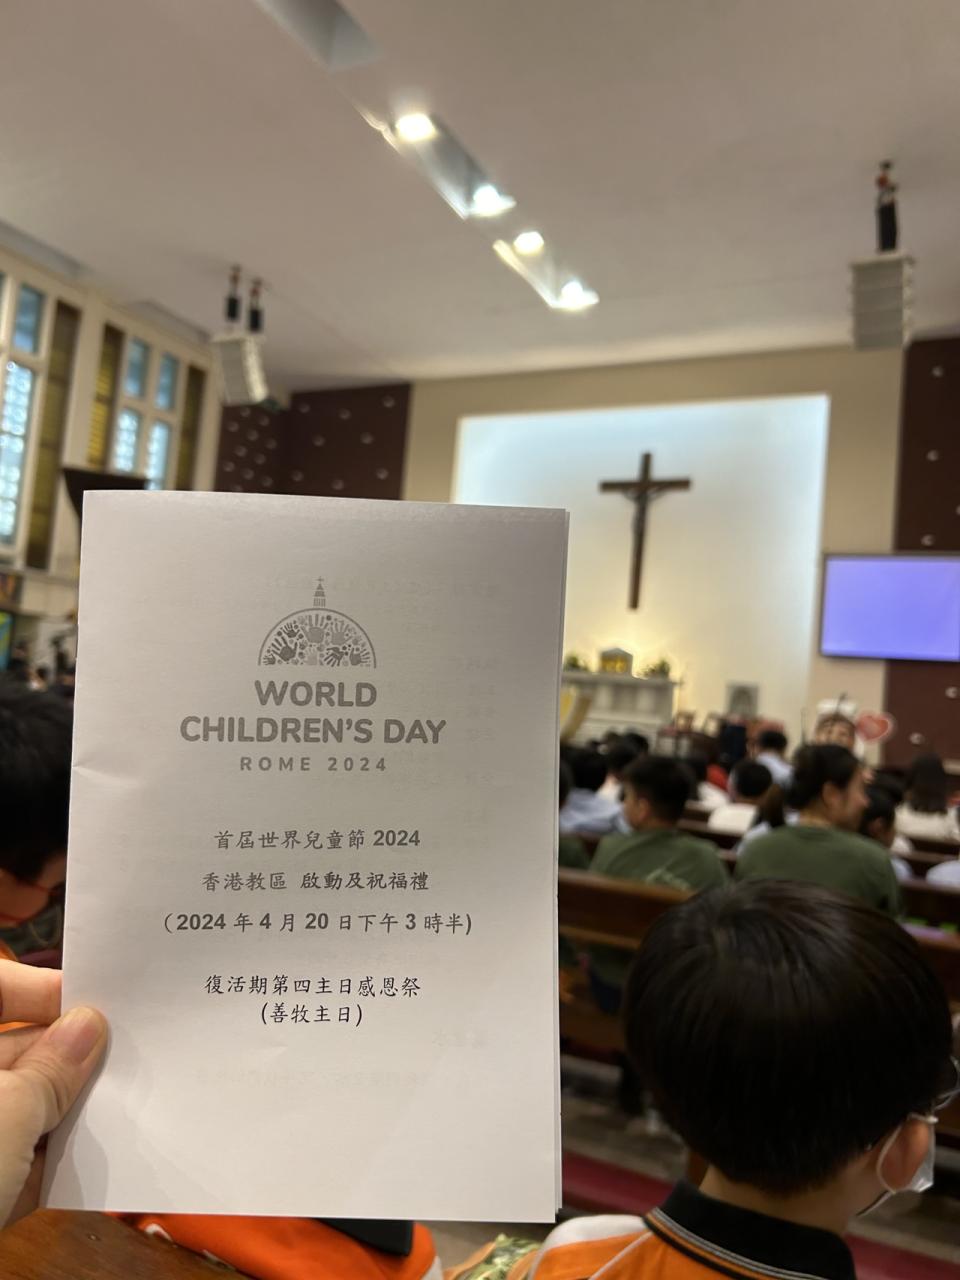 WORLD
CHILDREN'S DAY
ROME 2024
首屆世界兒童節 2024
香港教區 啟動及祝福禮
(2024 年 4 月 20 日下午 3 時半)
復活期第四主日感恩祭
(善牧主日)